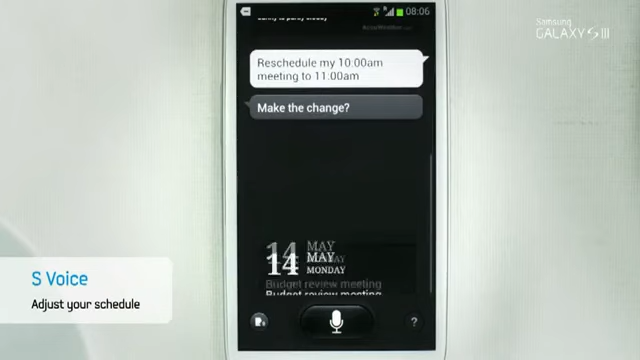 08:06
Samsung
GALAXY S III
Reschedule my 10:00am
meeting to 11:00am
Make the change?
14 MAY
MONDAY
Budget review meeting
S Voice
Adjust your schedule
?